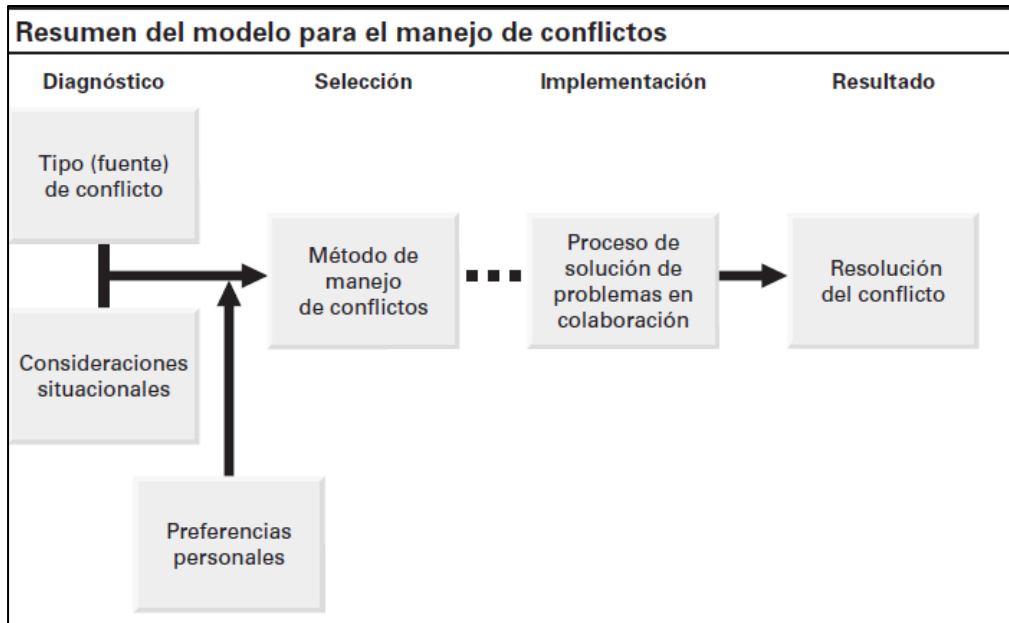 Resumen del modelo para el manejo de conflictos
Diagnóstico
Selección
Implementación
Resultado
Tipo (fuente)
de conflicto
Método de
manejo
de conflictos
Proceso de
solución de
problemas en
colaboración
Resolución
del conflicto
Consideraciones
situacionales
Preferencias
personales